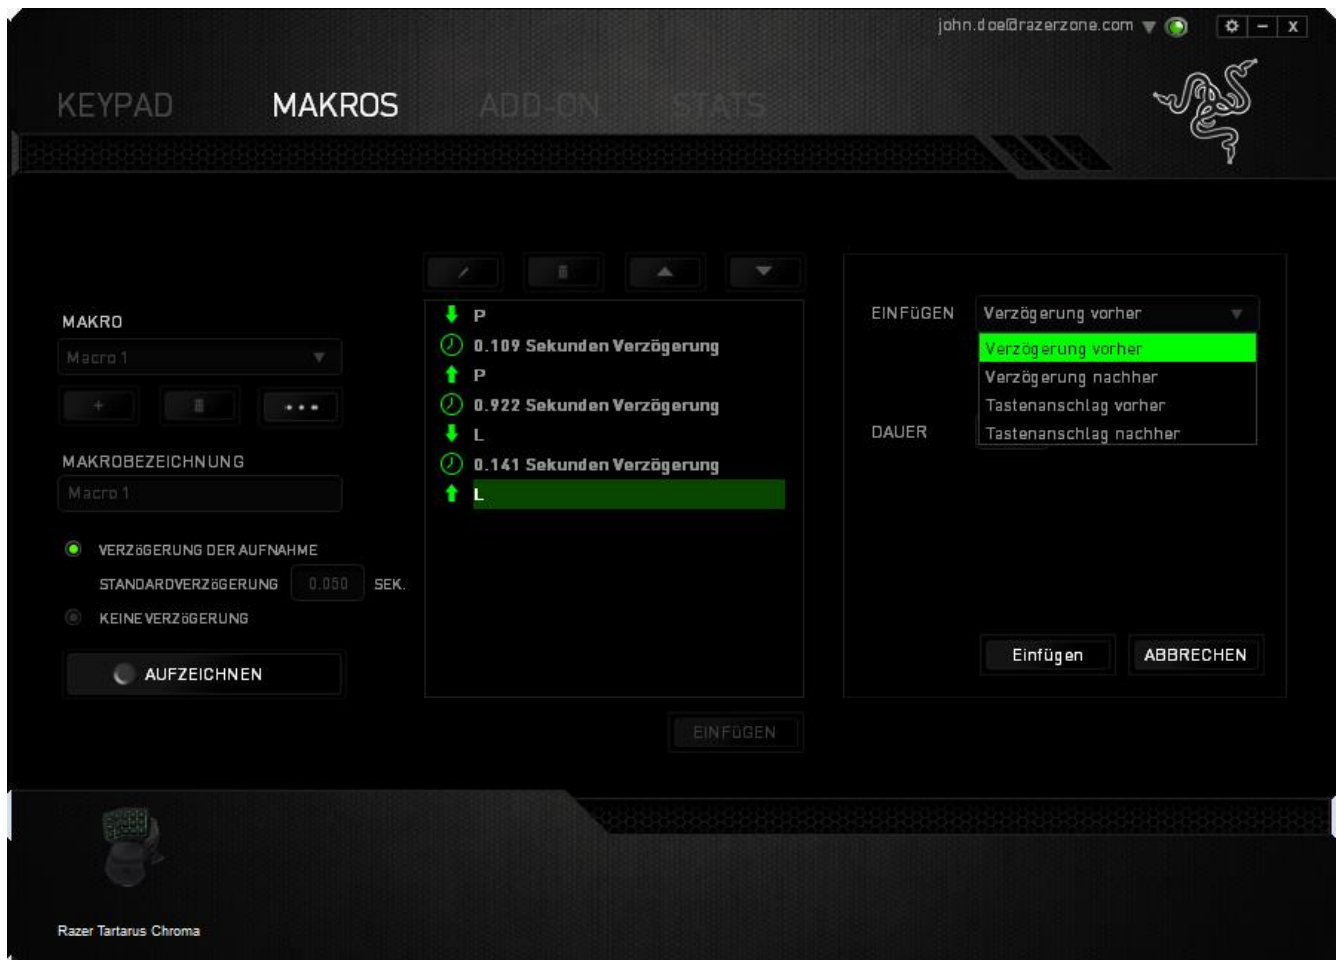 john.doe@razerzone.com
X
KEYPAD MAKROS ADD-ON STATS
MAKRO
Macro 1
MAKROBEZEICHNUNG
Macro 1
VERZöGERUNG DER AUFNAHME
STANDARDVERZöGERUNG 0.050 SEK.
KEINE VERZöGERUNG
AUFZEICHNEN
P
0.109 Sekunden Verzögerung
P
0.922 Sekunden Verzögerung
L
0.141 Sekunden Verzögerung
L
EINFüGEN
EINFüGEN Verzögerung vorher
Verzögerung vorher
Verzögerung nachher
Tastenanschlag vorher
DAUER Tastenanschlag nachher
Einfügen ABBRECHEN
Razer Tartarus Chroma